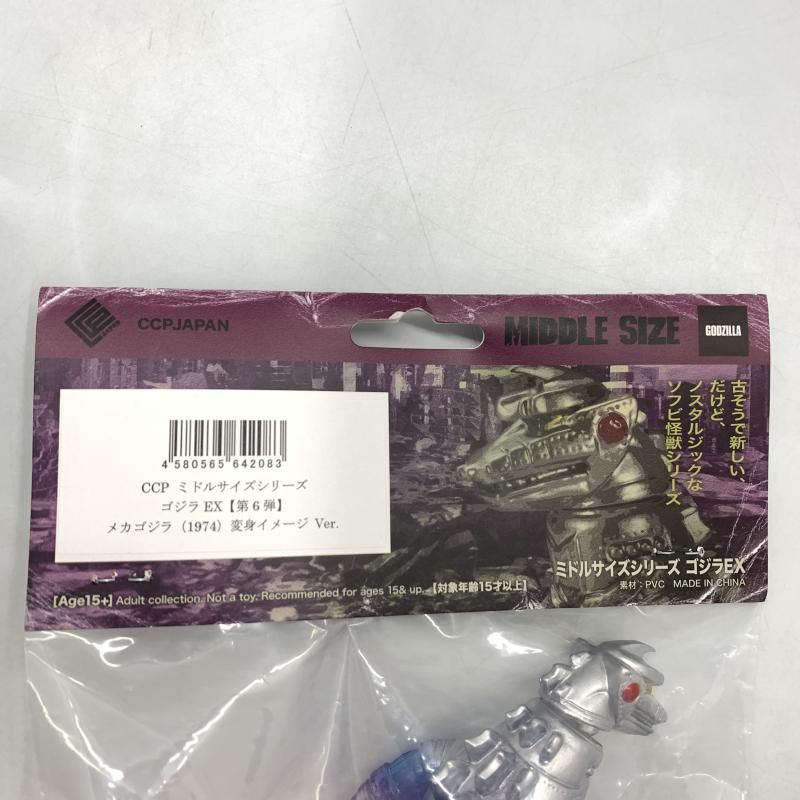 CCPJAPAN
MIDDLE SIZE
GODZILLA
古そうで新しい、
だけど、
ノスタルジックな
ソフビ怪獣シリーズ
4 580565 642083
CCP ミドルサイズシリーズ
ゴジラEX【第6弾】
メカゴジラ（1974）変身イメージ Ver.
ミドルサイズシリーズ ゴジラEX
素材：PVC MADE IN CHINA
[Age15+] Adult collection. Not a toy. Recommended for ages 15& up.【対象年齢15才以上】